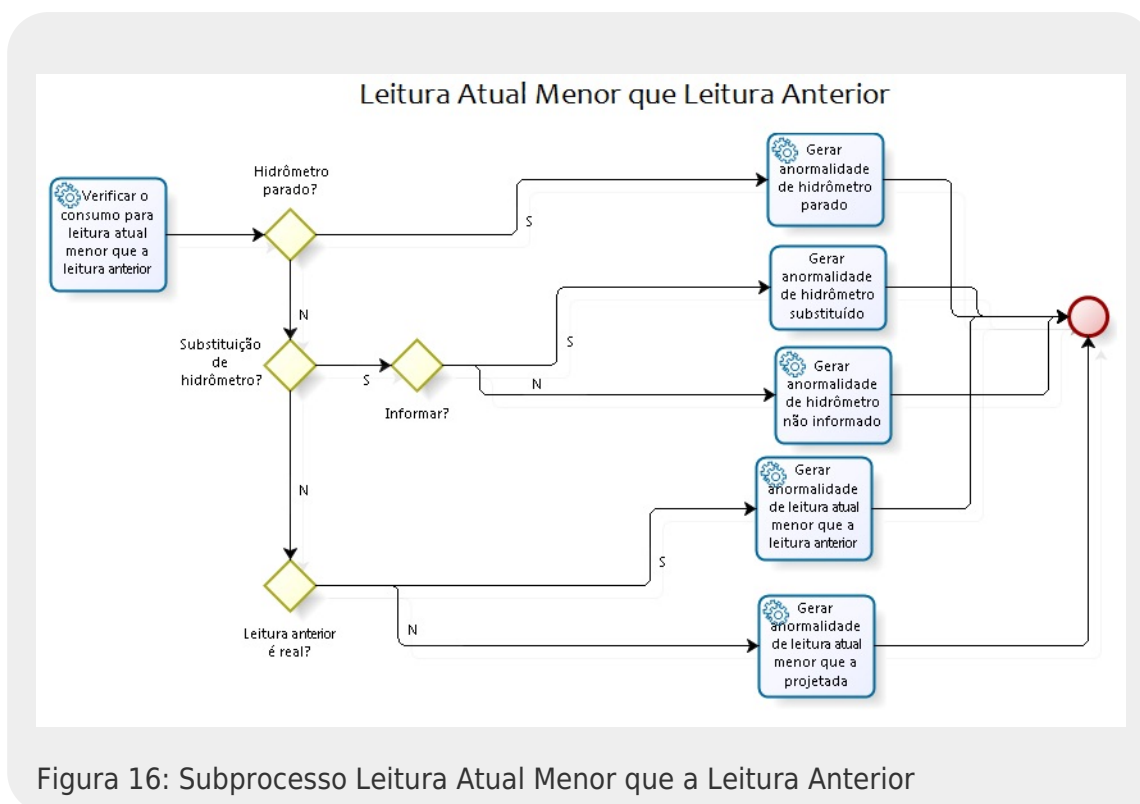 Leitura Atual Menor que Leitura Anterior
Verificar o
consumo para
leitura atual
menor que a
leitura anterior
Hidrômetro
parado?
S
Gerar
anormalidade
de hidrômetro
parado
N
Substituição
de
hidrômetro?
S
Informar?
S
Gerar
anormalidade
de hidrômetro
substituído
N
Gerar
anormalidade
de hidrômetro
não informado
N
Leitura anterior
é real?
S
Gerar
anormalidade
de leitura atual
menor que a
leitura anterior
N
Gerar
anormalidade
de leitura atual
menor que a
projetada
Figura 16: Subprocesso Leitura Atual Menor que a Leitura Anterior